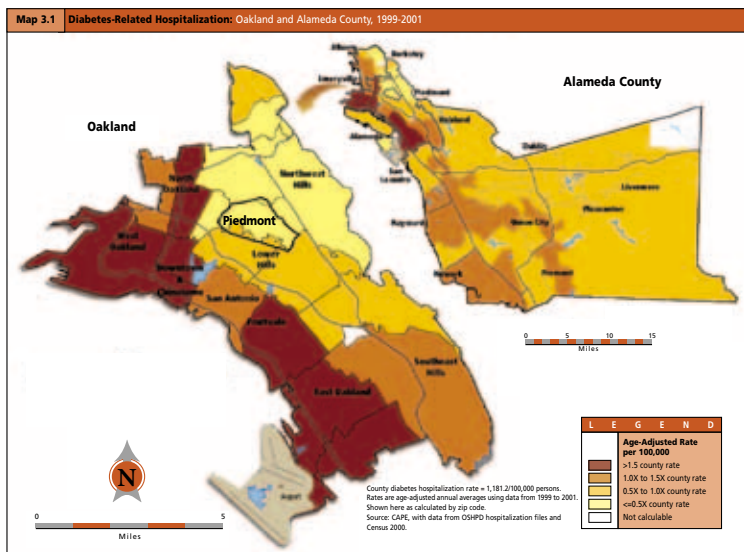 Map 3.1 Diabetes-Related Hospitalization: Oakland and Alameda County, 1999-2001
Alameda County
Oakland
Berkeley
Emeryville
Piedmont
Oakland
Alameda
Dublin
San
Leandro
Livermore
Pleasanton
Hayward
Union City
Newark
Fremont
North
Oakland
Northwest
Hills
Piedmont
West
Oakland
Lower
Hills
Downtown
&
Chinatown
San Antonio
Fruitvale
Southeast
Hills
East Oakland
Airport
0 5 10 15
Miles
LEGEND
Age-Adjusted Rate
per 100,000
>1.5 county rate
1.0X to 1.5X county rate
0.5X to 1.0X county rate
<=0.5X county rate
Not calculable
N
0 5
Miles
County diabetes hospitalization rate = 1,181.2/100,000 persons.
Rates are age-adjusted annual averages using data from 1999 to 2001.
Shown here as calculated by zip code.
Source: CAPE, with data from OSHPD hospitalization files and
Census 2000.